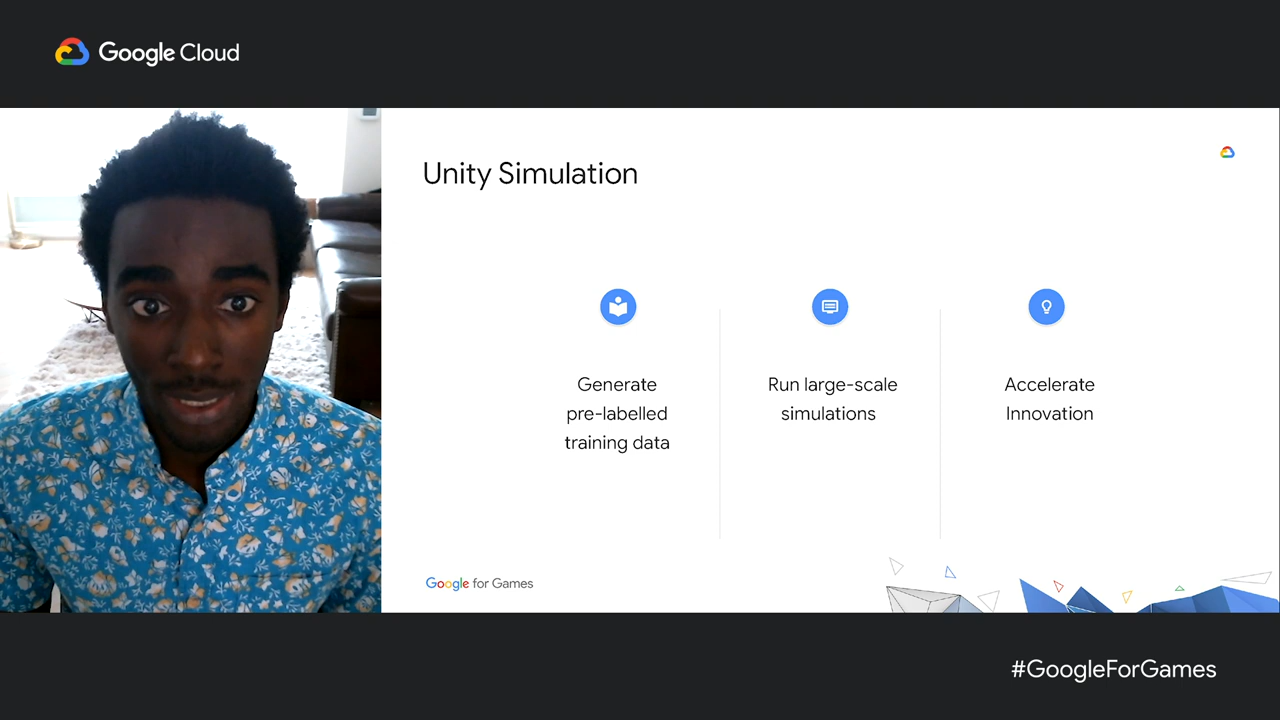 Google Cloud
Unity Simulation
Generate
pre-labelled
training data
Run large-scale
simulations
Accelerate
Innovation
Google for Games
#GoogleForGames